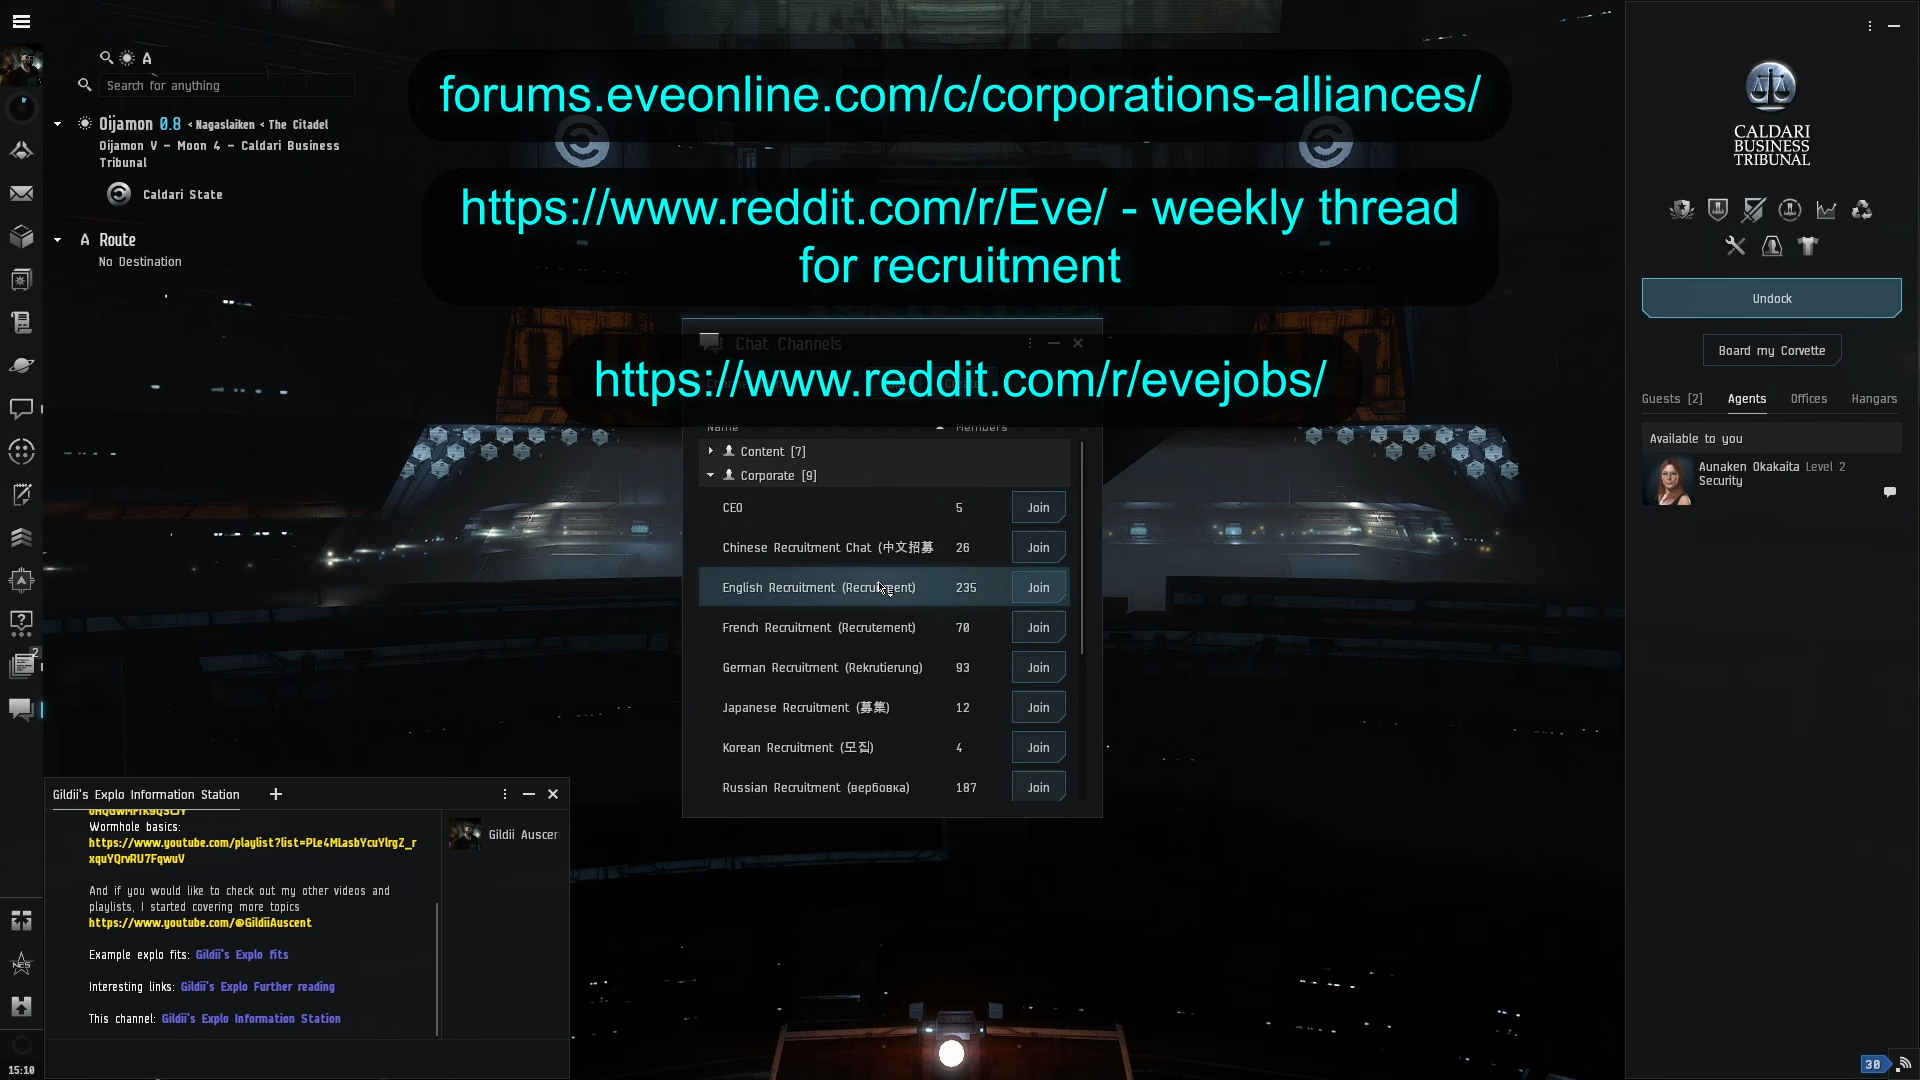 forums.eveonline.com/c/corporations-alliances/
https://www.reddit.com/r/Eve/ - weekly thread
for recruitment
https://www.reddit.com/r/evejobs/
A
Search for anything
Oijamon 0.8 < Nagaslaiken < The Citadel
Oijamon V - Moon 4 - Caldari Business
Tribunal
Caldari State
A Route
No Destination
Chat Channels
Name Members
Content [7]
Corporate [9]
CEO 5 Join
Chinese Recruitment Chat (中文招募 26 Join
English Recruitment (Recruitment) 235 Join
French Recruitment (Recrutement) 70 Join
German Recruitment (Rekrutierung) 93 Join
Japanese Recruitment (募集) 12 Join
Korean Recruitment (모집) 4 Join
Russian Recruitment (вербовка) 187 Join
CALDARI
BUSINESS
TRIBUNAL
Undock
Board my Corvette
Guests [2] Agents Offices Hangars
Available to you
Aunaken Okakaita Level 2
Security
2
Gildii's Explo Information Station
Wormhole basics:
https://www.youtube.com/playlist?list=PLe4MLasbYcuYlrgZ_r
xquYQrvRU7FqwuV
And if you would like to check out my other videos and
playlists, I started covering more topics
https://www.youtube.com/@GildiiAuscent
Example explo fits: Gildii's Explo fits
Interesting links: Gildii's Explo Further reading
This channel: Gildii's Explo Information Station
Gildii Auscen
NES
15:10
30